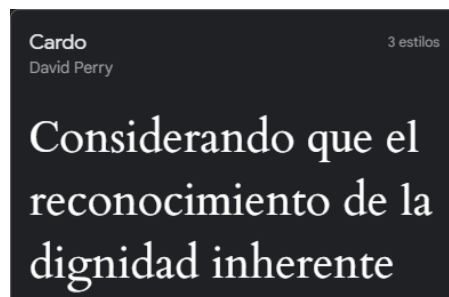 Cardo
3 estilos
David Perry
Considerando que el
reconocimiento de la
dignidad inherente